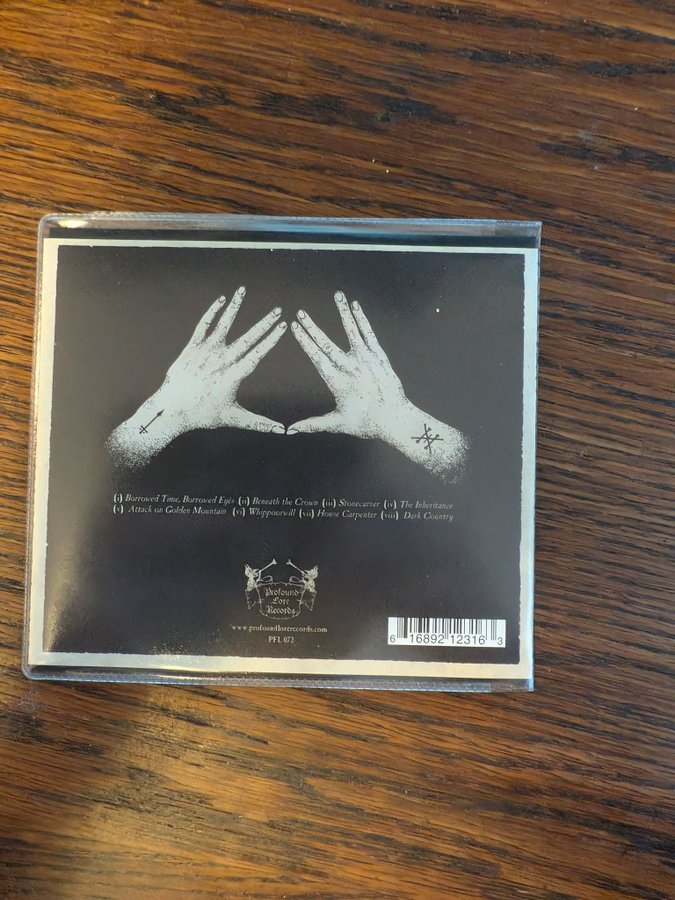 (i) Borrowed Time, Borrowed Eyes (ii) Beneath the Crown (iii) Stonecarver (iv) The Inheritance
(v) Attack on Golden Mountain (vi) Whippoorwill (vii) House Carpenter (viii) Dark Country
Profound
Lore
Records
www.profoundlorerecords.com
PFL 072
6 16892 12316 3